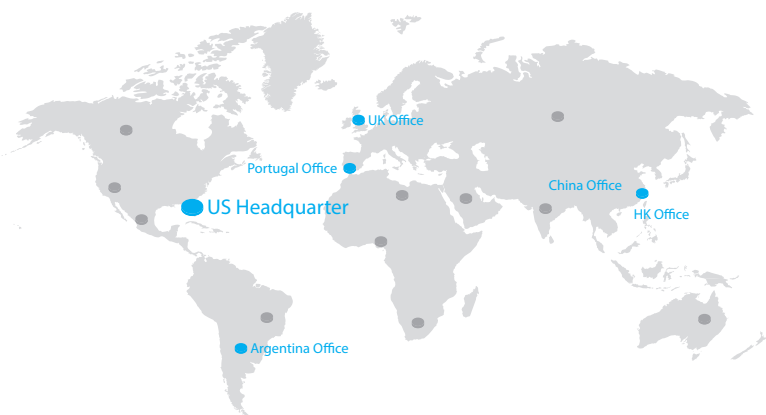 UK Office
Portugal Office
China Office
US Headquarter
HK Office
Argentina Office